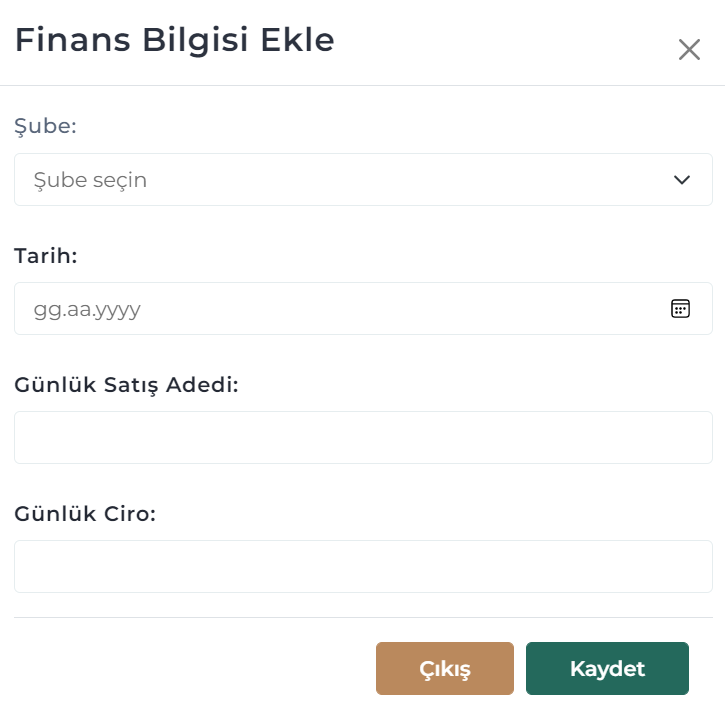 Finans Bilgisi Ekle
Şube:
Şube seçin
Tarih:
gg.aa.yyyy
Günlük Satış Adedi:
Günlük Ciro:
Çıkış
Kaydet